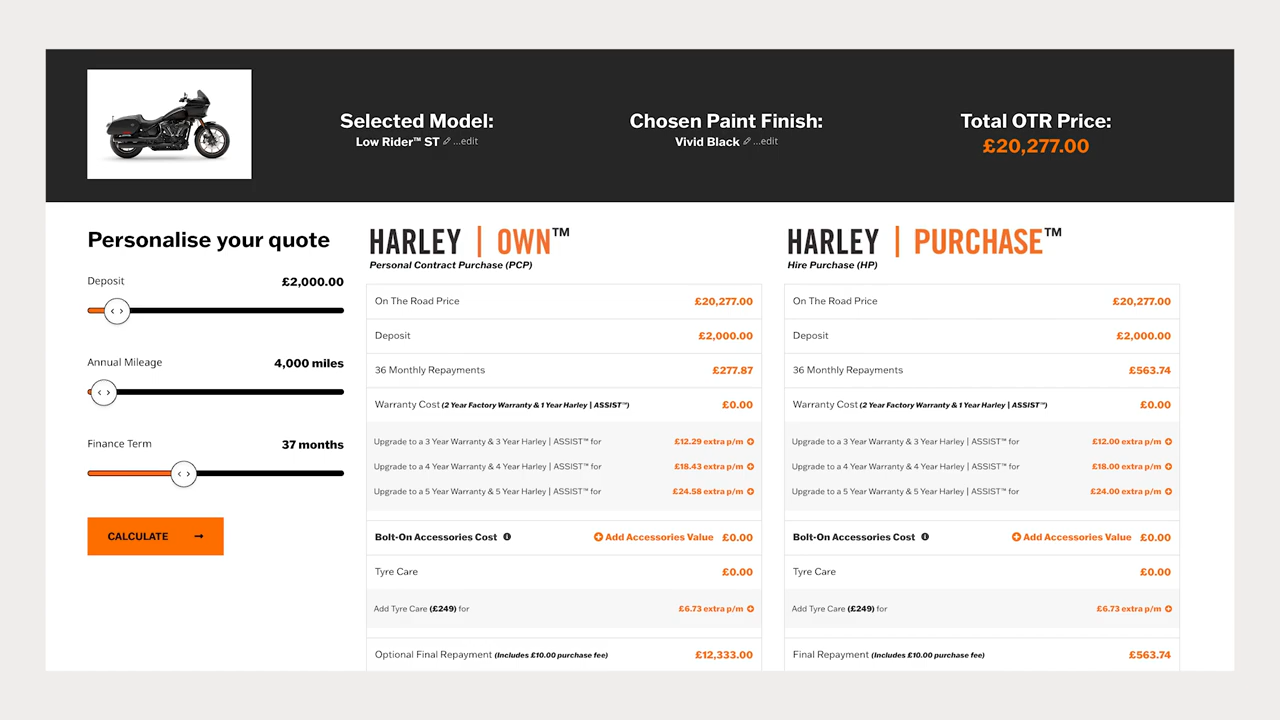 Selected Model:
Low Rider™ ST ...edit
Chosen Paint Finish:
Vivid Black ...edit
Total OTR Price:
£20,277.00
Personalise your quote
Deposit £2,000.00
Annual Mileage 4,000 miles
Finance Term 37 months
CALCULATE →
HARLEY | OWN™
Personal Contract Purchase (PCP)
On The Road Price £20,277.00
Deposit £2,000.00
36 Monthly Repayments £277.87
Warranty Cost (2 Year Factory Warranty & 1 Year Harley | ASSIST™) £0.00
Upgrade to a 3 Year Warranty & 3 Year Harley | ASSIST™ for £12.29 extra p/m
Upgrade to a 4 Year Warranty & 4 Year Harley | ASSIST™ for £18.43 extra p/m
Upgrade to a 5 Year Warranty & 5 Year Harley | ASSIST™ for £24.58 extra p/m
Bolt-On Accessories Cost Add Accessories Value £0.00
Tyre Care £0.00
Add Tyre Care (£249) for £6.73 extra p/m
Optional Final Repayment (Includes £10.00 purchase fee) £12,333.00
HARLEY | PURCHASE™
Hire Purchase (HP)
On The Road Price £20,277.00
Deposit £2,000.00
36 Monthly Repayments £563.74
Warranty Cost (2 Year Factory Warranty & 1 Year Harley | ASSIST™) £0.00
Upgrade to a 3 Year Warranty & 3 Year Harley | ASSIST™ for £12.00 extra p/m
Upgrade to a 4 Year Warranty & 4 Year Harley | ASSIST™ for £18.00 extra p/m
Upgrade to a 5 Year Warranty & 5 Year Harley | ASSIST™ for £24.00 extra p/m
Bolt-On Accessories Cost Add Accessories Value £0.00
Tyre Care £0.00
Add Tyre Care (£249) for £6.73 extra p/m
Final Repayment (Includes £10.00 purchase fee) £563.74